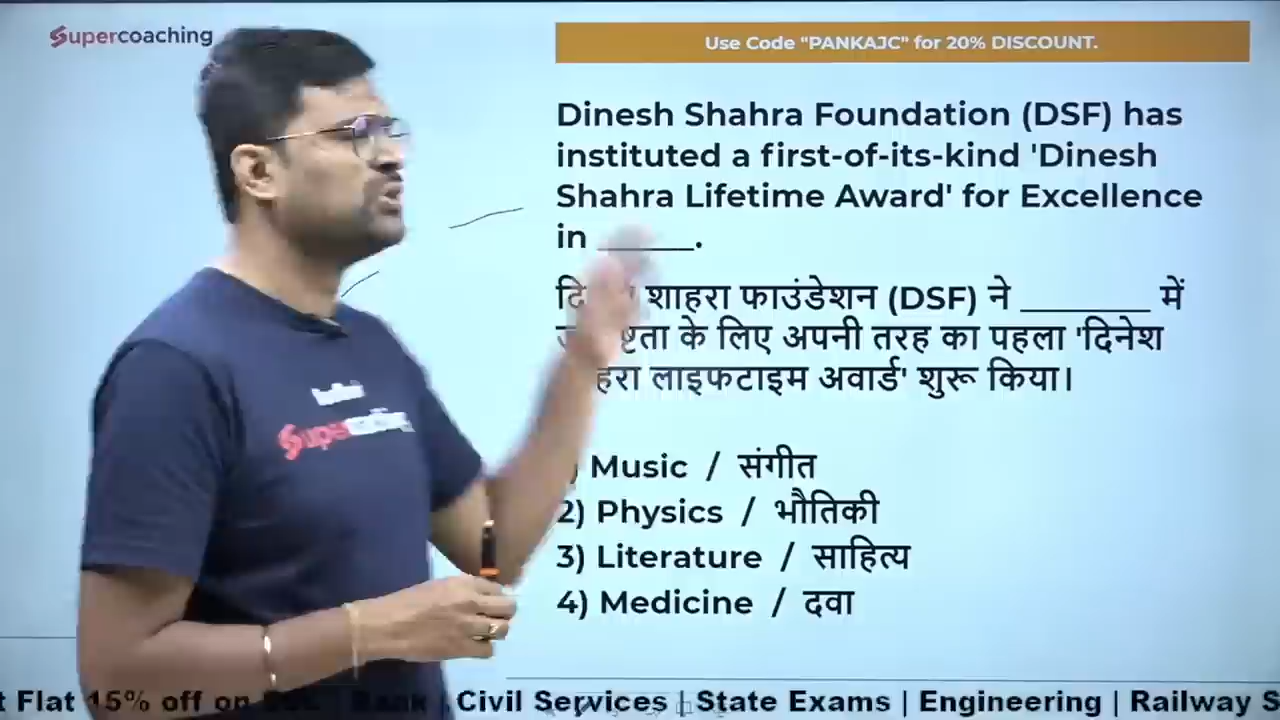 Supercoaching
Use Code "PANKAJC" for 20% DISCOUNT.
Dinesh Shahra Foundation (DSF) has
instituted a first-of-its-kind 'Dinesh
Shahra Lifetime Award' for Excellence
in ______.
शाहरा फाउंडेशन (DSF) ने ________ में
के लिए अपनी तरह का पहला 'दिनेश
लाइफटाइम अवार्ड' शुरू किया।
Music / संगीत
2) Physics / भौतिकी
3) Literature / साहित्य
4) Medicine / दवा
Supercoaching
t Flat 15% off on Bank | Civil Services | State Exams | Engineering | Railway S